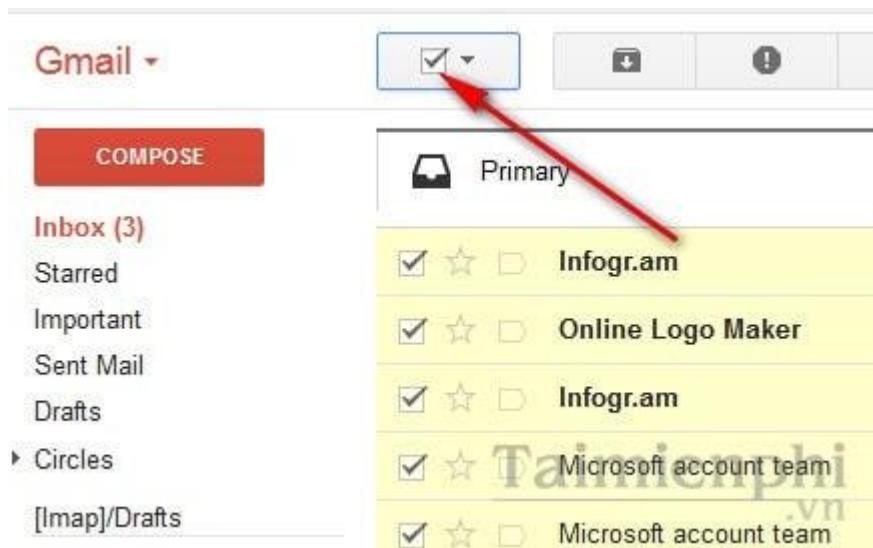 Gmail
COMPOSE
Inbox (3)
Starred
Important
Sent Mail
Drafts
Circles
[Imap]/Drafts
Primary
Infogr.am
Online Logo Maker
Infogr.am
Microsoft account team
Microsoft account team
Taimienphi
.vn